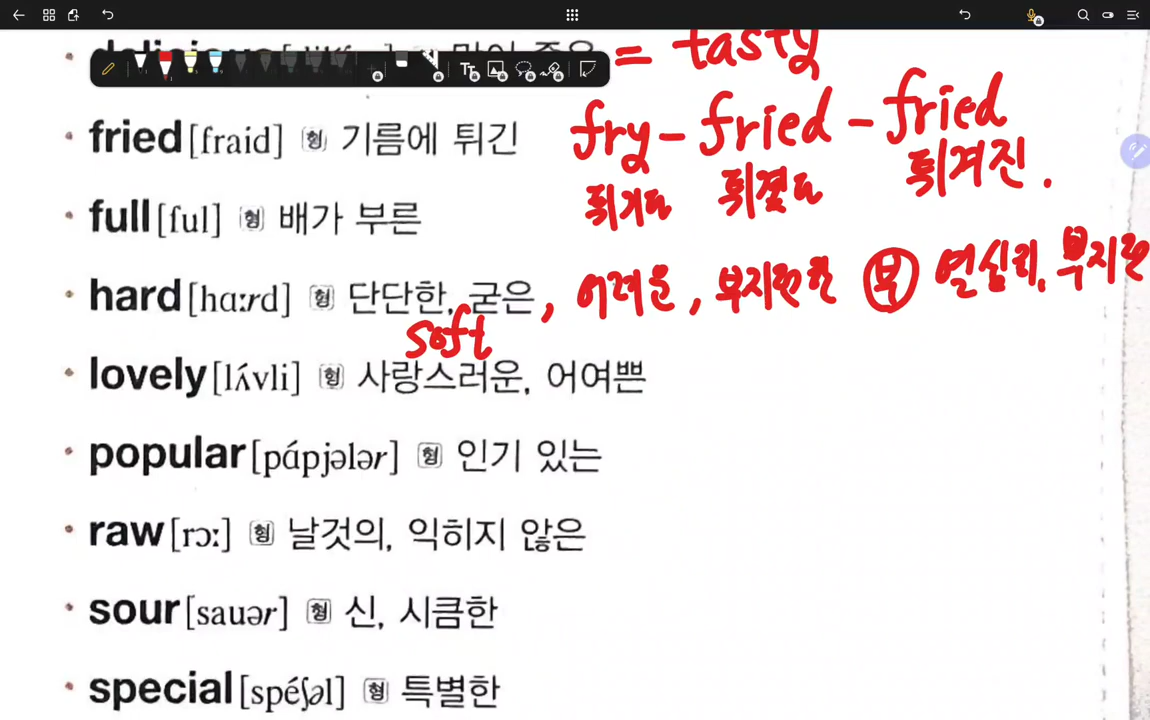 = tasty
fried [fraid] 형 기름에 튀긴 fry - fried - fried
튀기다 튀겼다 튀겨진.
full [ful] 형 배가 부른
hard [hɑːrd] 형 단단한, 굳은, 어려운, 부지런한 부 열심히, 부지런
soft
lovely [lʌ́vli] 형 사랑스러운, 어여쁜
popular [pápjələr] 형 인기 있는
raw [rɔː] 형 날것의, 익히지 않은
sour [sauər] 형 신, 시큼한
special [spéʃəl] 형 특별한